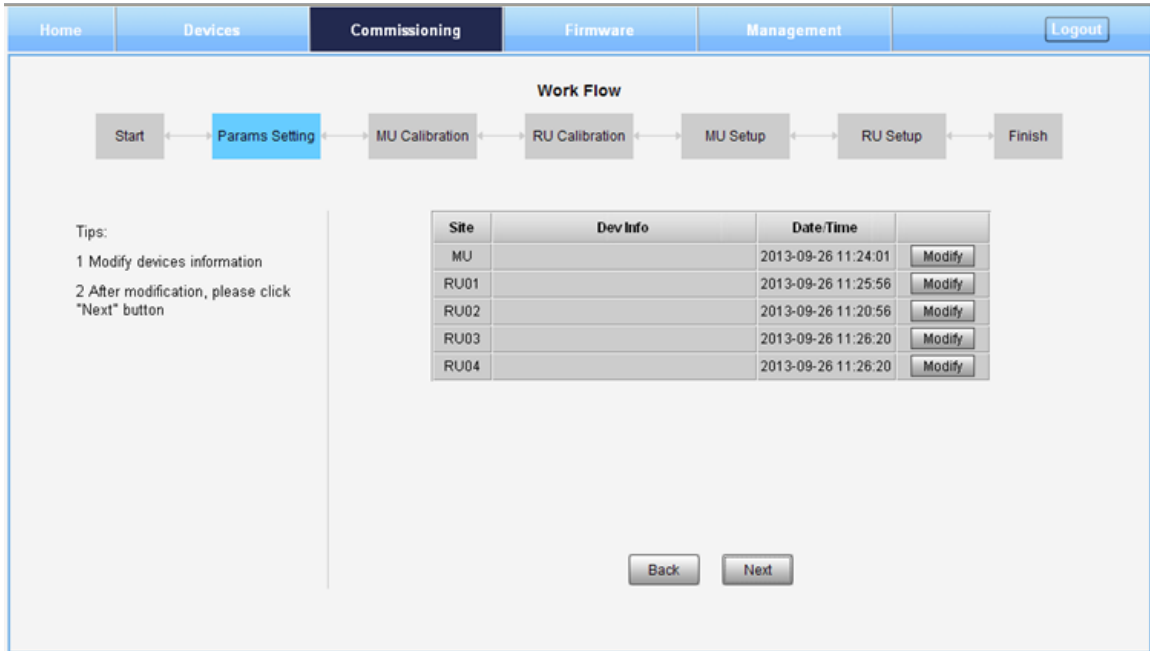 Home Devices Commissioning Firmware Management Logout
Work Flow
Start Params Setting MU Calibration RU Calibration MU Setup RU Setup Finish
Tips:
1 Modify devices information
2 After modification, please click
"Next" button
Site Dev Info Date/Time
MU 2013-09-26 11:24:01 Modify
RU01 2013-09-26 11:25:56 Modify
RU02 2013-09-26 11:20:56 Modify
RU03 2013-09-26 11:26:20 Modify
RU04 2013-09-26 11:26:20 Modify
Back Next